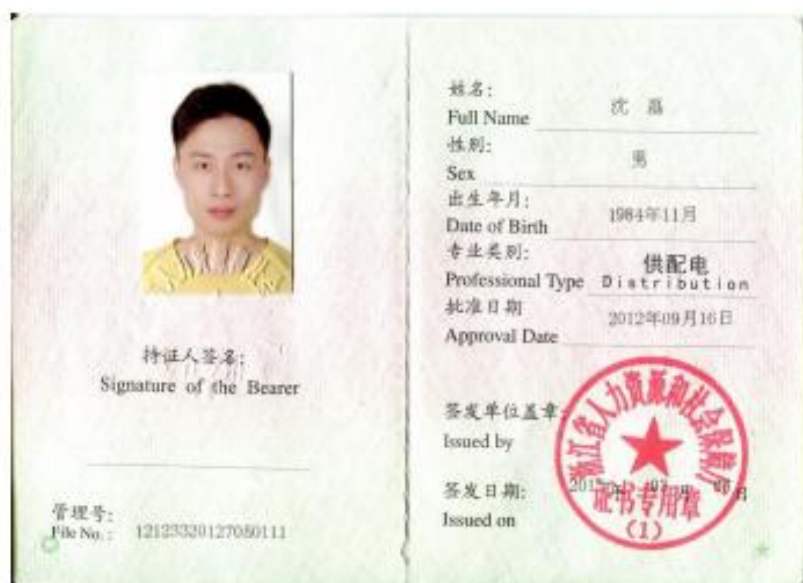 持证人签名:
Signature of the Bearer
管理号:
File No.: 12123320127050111
姓名:
Full Name 沈
性别: 男
Sex
出生年月: 1984年11月
Date of Birth
专业类别: 供配电
Professional Type Distribution
批准日期 2012年09月16日
Approval Date
签发单位盖章:
Issued by
浙江省人力资源和社会保障厅
证书专用章
(1)
签发日期:
Issued on